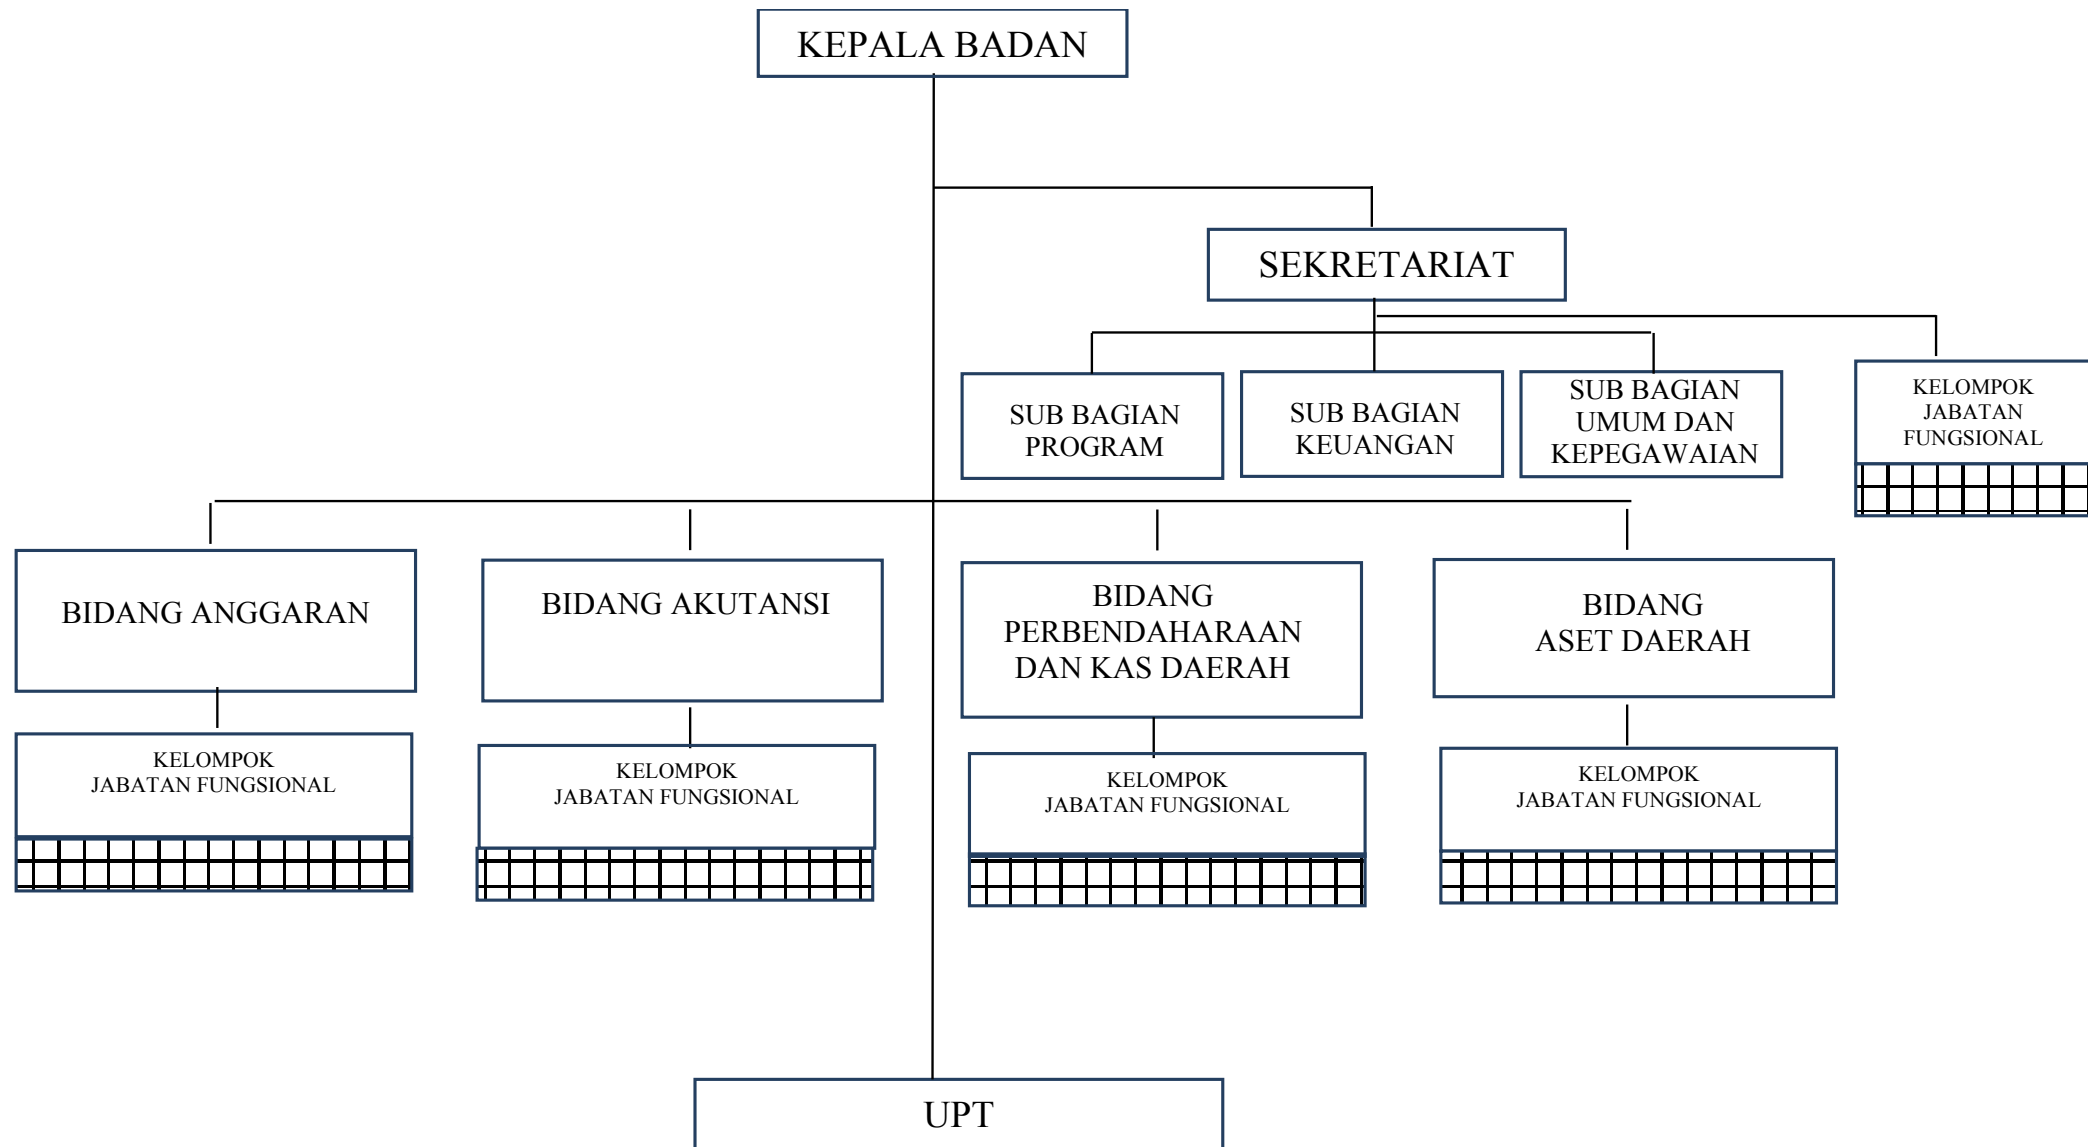 KEPALA BADAN
SEKRETARIAT
SUB BAGIAN
PROGRAM
SUB BAGIAN
KEUANGAN
SUB BAGIAN
UMUM DAN
KEPEGAWAIAN
KELOMPOK
JABATAN
FUNGSIONAL
BIDANG ANGGARAN
BIDANG AKUTANSI
BIDANG
PERBENDAHARAAN
DAN KAS DAERAH
BIDANG
ASET DAERAH
KELOMPOK
JABATAN FUNGSIONAL
KELOMPOK
JABATAN FUNGSIONAL
KELOMPOK
JABATAN FUNGSIONAL
KELOMPOK
JABATAN FUNGSIONAL
UPT